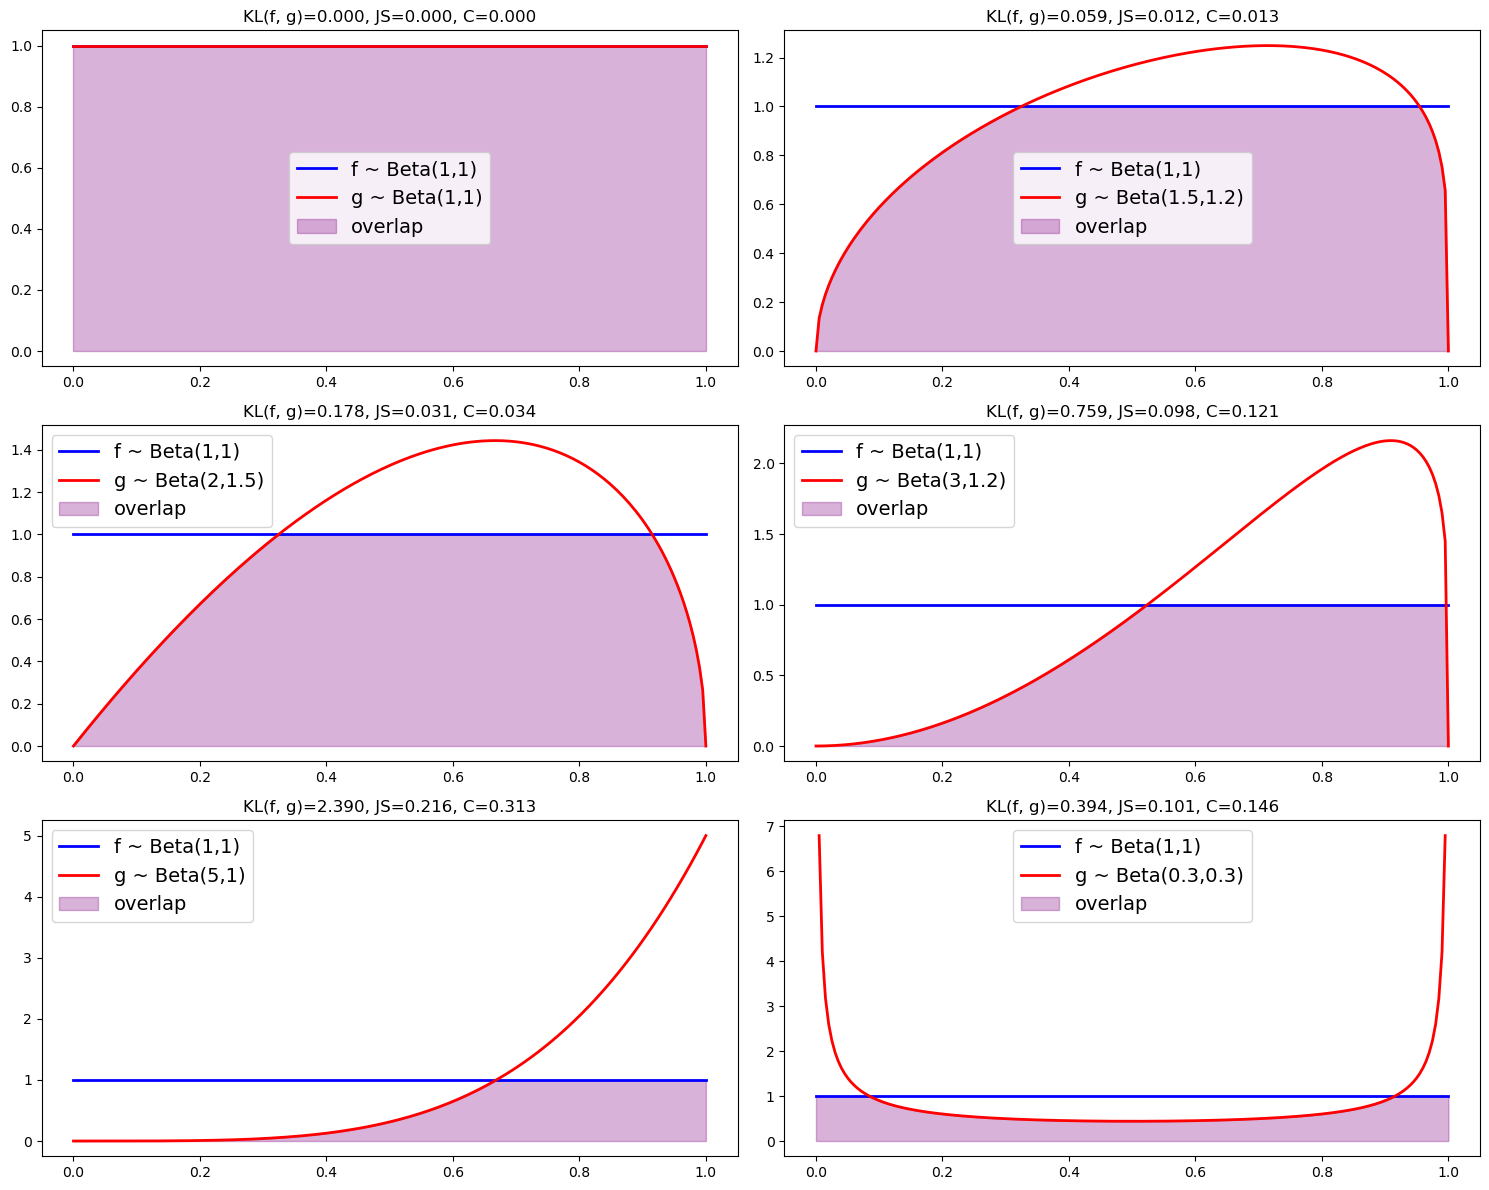 KL(f, g)=0.000, JS=0.000, C=0.000
1.0
0.8
0.6
0.4
0.2
0.0
f ~ Beta(1,1)
g ~ Beta(1,1)
overlap
0.0 0.2 0.4 0.6 0.8 1.0
KL(f, g)=0.059, JS=0.012, C=0.013
1.2
1.0
0.8
0.6
0.4
0.2
0.0
f ~ Beta(1,1)
g ~ Beta(1.5,1.2)
overlap
0.0 0.2 0.4 0.6 0.8 1.0
KL(f, g)=0.178, JS=0.031, C=0.034
1.4
1.2
1.0
0.8
0.6
0.4
0.2
0.0
f ~ Beta(1,1)
g ~ Beta(2,1.5)
overlap
0.0 0.2 0.4 0.6 0.8 1.0
KL(f, g)=0.759, JS=0.098, C=0.121
2.0
1.5
1.0
0.5
0.0
f ~ Beta(1,1)
g ~ Beta(3,1.2)
overlap
0.0 0.2 0.4 0.6 0.8 1.0
KL(f, g)=2.390, JS=0.216, C=0.313
5
4
3
2
1
0
f ~ Beta(1,1)
g ~ Beta(5,1)
overlap
0.0 0.2 0.4 0.6 0.8 1.0
KL(f, g)=0.394, JS=0.101, C=0.146
7
6
5
4
3
2
1
0
f ~ Beta(1,1)
g ~ Beta(0.3,0.3)
overlap
0.0 0.2 0.4 0.6 0.8 1.0